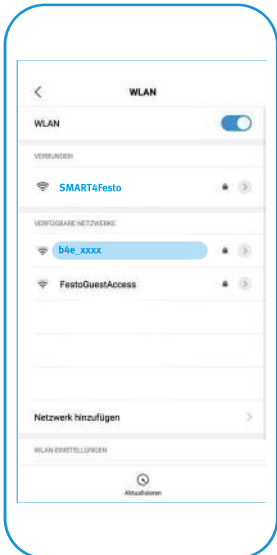 WLAN
WLAN
VERBUNDEN
SMART4Festo
VERFÜGBARE NETZWERKE
b4e_xxxx
FestoGuestAccess
Netzwerk hinzufügen
WLAN-EINSTELLUNGEN
Aktualisieren